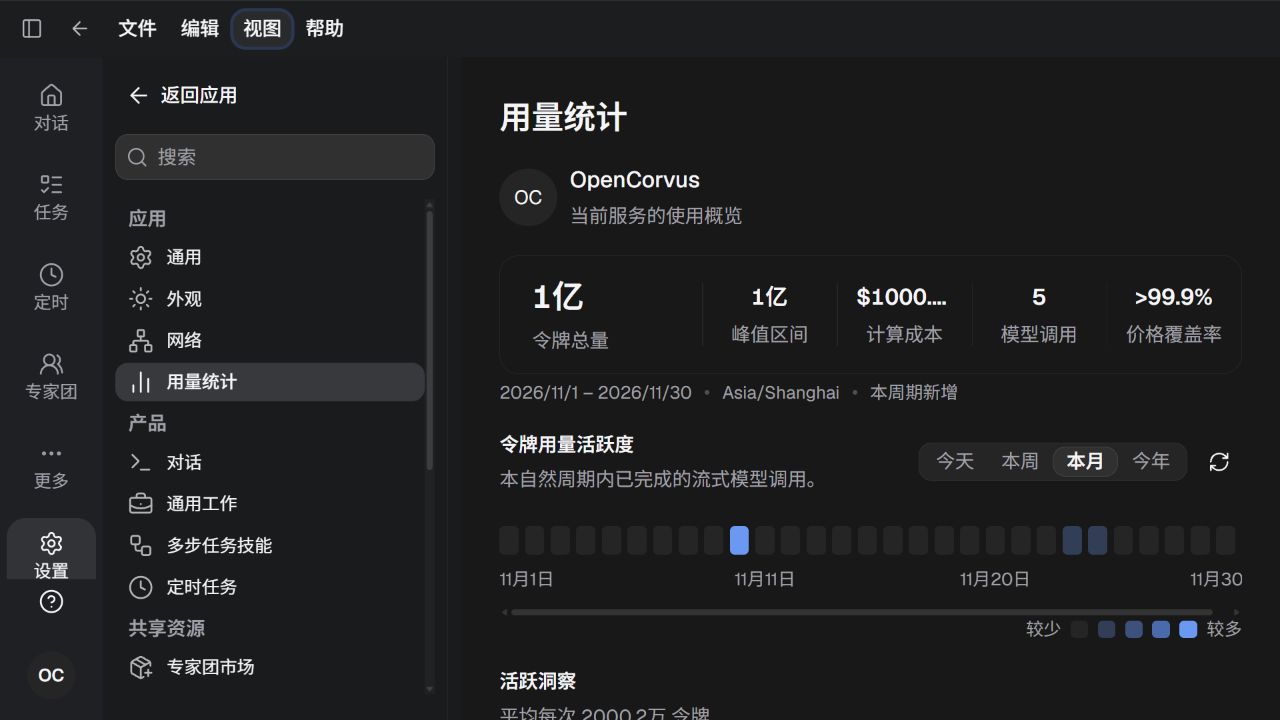 文件 编辑 视图 帮助
对话
任务
定时
专家团
更多
设置
OC
返回应用
搜索
应用
通用
外观
网络
用量统计
产品
对话
通用工作
多步任务技能
定时任务
共享资源
专家团市场
用量统计
OC
OpenCorvus
当前服务的使用概览
1亿
令牌总量
1亿
峰值区间
$1000....
计算成本
5
模型调用
>99.9%
价格覆盖率
2026/11/1 – 2026/11/30 • Asia/Shanghai • 本周期新增
令牌用量活跃度
本自然周期内已完成的流式模型调用。
今天 本周 本月 今年
11月1日 11月11日 11月20日 11月30
较少 较多
活跃洞察
平均每次 2000.2万 令牌